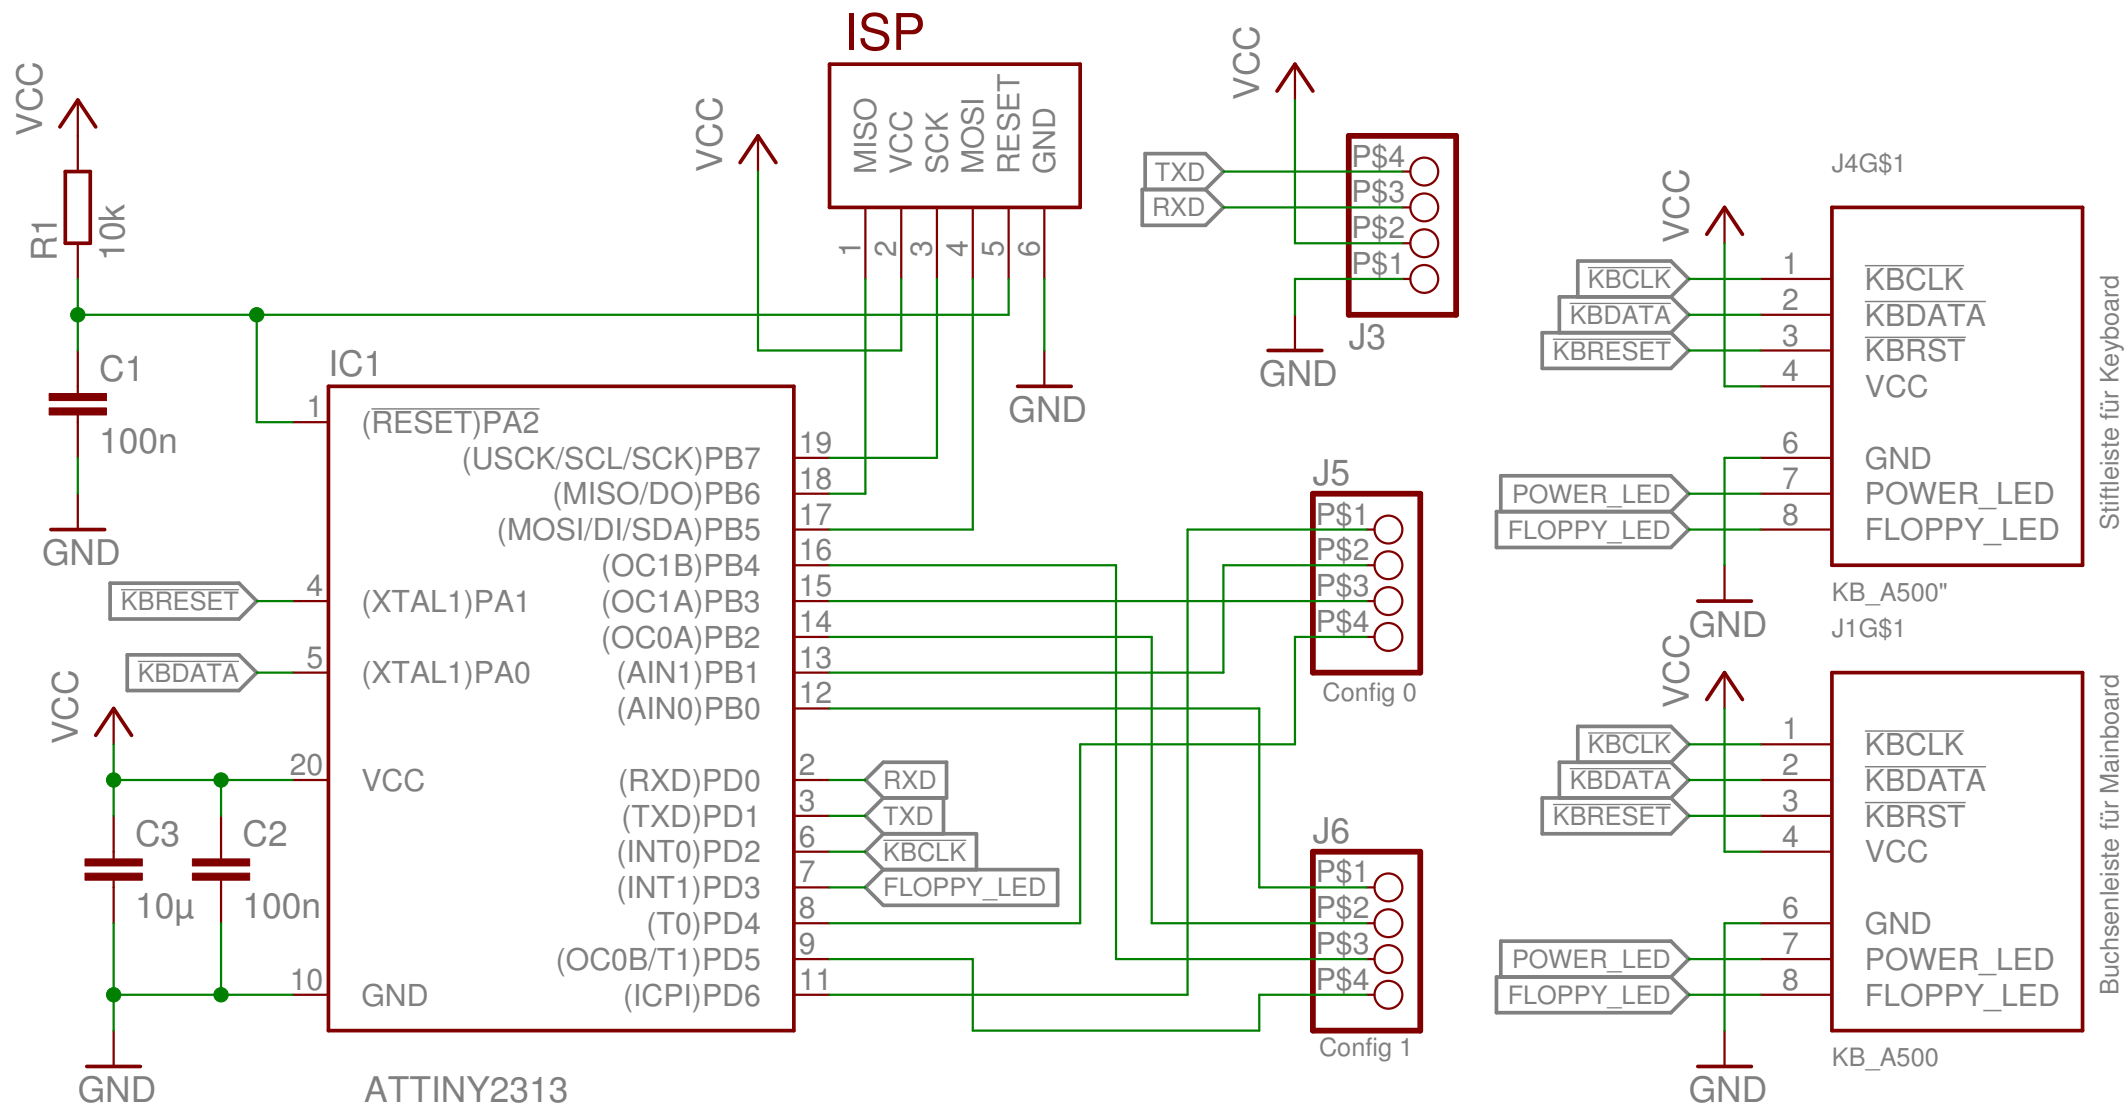 ISP
MISO
VCC
SCK
MOSI
RESET
GND
1
2
3
4
5
6
VCC
R1
10k
C1
100n
GND
VCC
GND
IC1
1
(RESET)PA2
19
(USCK/SCL/SCK)PB7
18
(MISO/DO)PB6
17
(MOSI/DI/SDA)PB5
16
(OC1B)PB4
KBRESET
4
(XTAL1)PA1
15
(OC1A)PB3
14
(OC0A)PB2
KBDATA
5
(XTAL1)PA0
13
(AIN1)PB1
12
(AIN0)PB0
VCC
20
VCC
2
(RXD)PD0
RXD
3
(TXD)PD1
TXD
6
(INT0)PD2
KBCLK
7
(INT1)PD3
FLOPPY_LED
8
(T0)PD4
9
(OC0B/T1)PD5
10
GND
11
(ICPI)PD6
C3
10µ
C2
100n
GND
ATTINY2313
VCC
TXD
RXD
P$4
P$3
P$2
P$1
J3
GND
J5
P$1
P$2
P$3
P$4
Config 0
J6
P$1
P$2
P$3
P$4
Config 1
J4G$1
VCC
KBCLK
1
KBCLK
KBDATA
2
KBDATA
KBRESET
3
KBRST
4
VCC
6
GND
POWER_LED
7
POWER_LED
FLOPPY_LED
8
FLOPPY_LED
GND
KB_A500"
Stiftleiste für Keyboard
J1G$1
VCC
KBCLK
1
KBCLK
KBDATA
2
KBDATA
KBRESET
3
KBRST
4
VCC
6
GND
POWER_LED
7
POWER_LED
FLOPPY_LED
8
FLOPPY_LED
GND
KB_A500
Buchsenleiste für Mainboard